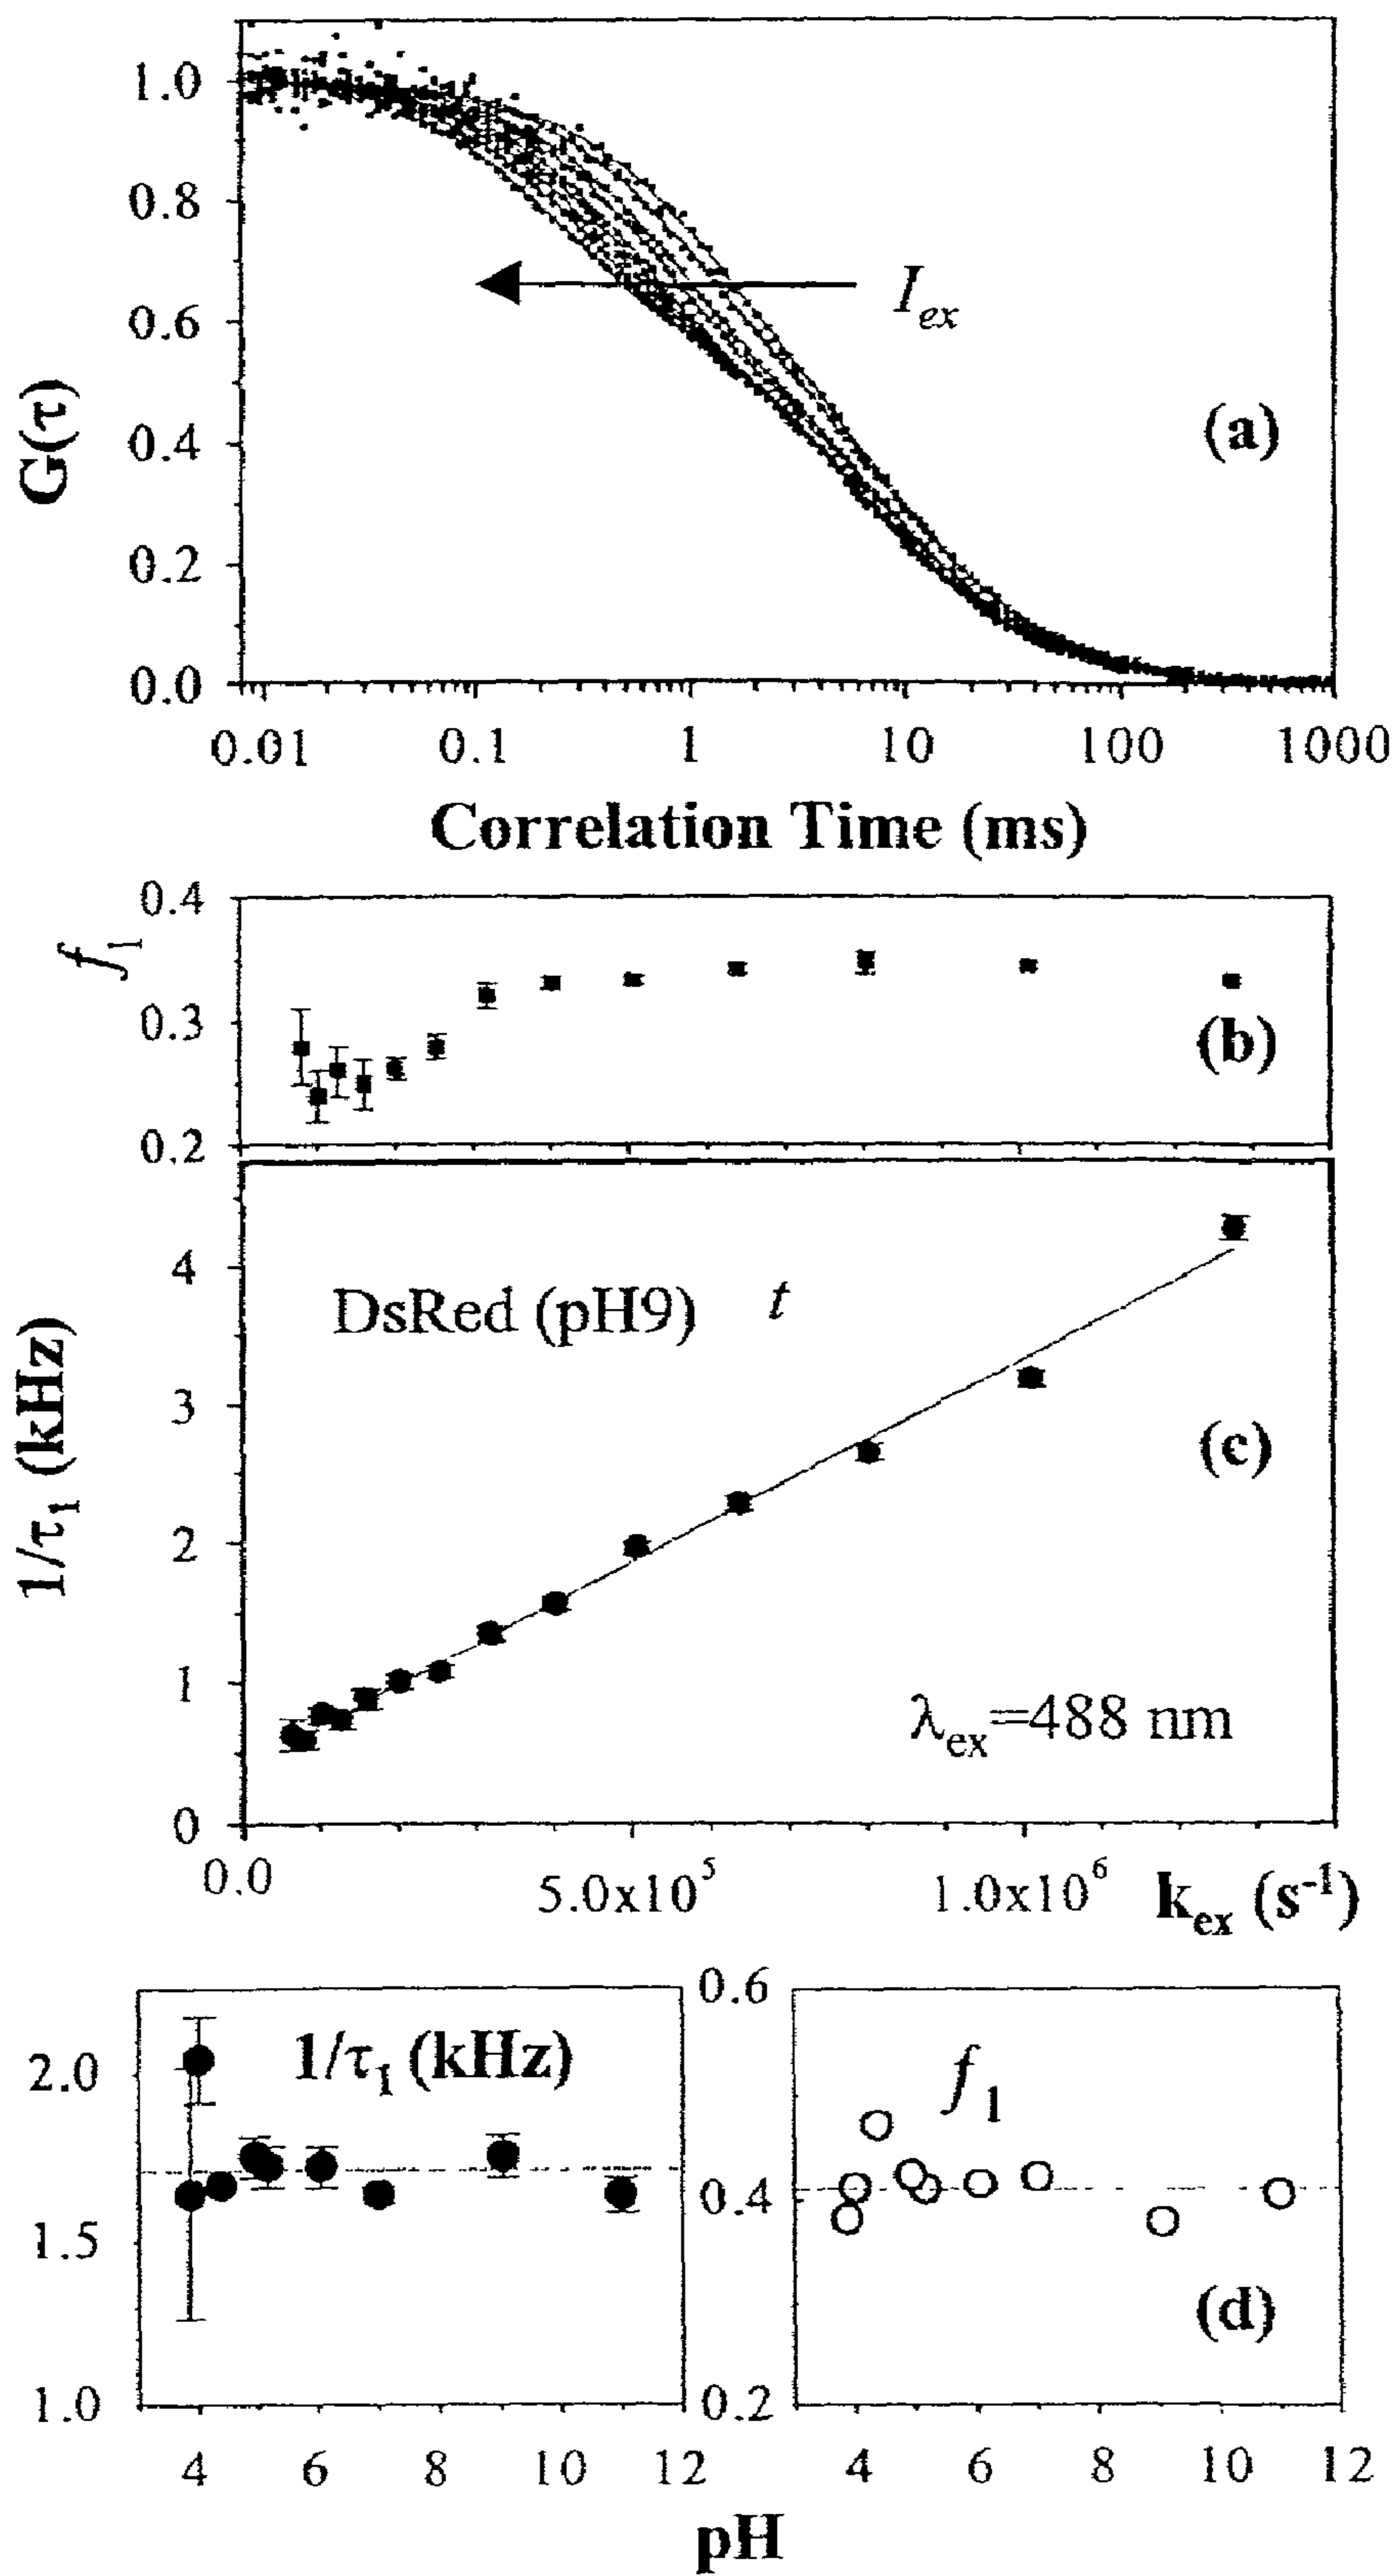 1.0
0.8
0.6
0.4
0.2
0.0
G(τ)
I_ex
(a)
0.01 0.1 1 10 100 1000
Correlation Time (ms)
0.4
0.3
0.2
f_1
(b)
4
3
2
1
0
1/τ_1 (kHz)
DsRed (pH9) t
(c)
λ_ex=488 nm
0.0 5.0x10^5 1.0x10^6 k_ex (s^-1)
2.0
1.5
1.0
1/τ_1 (kHz)
0.6
0.4
0.2
f_1
(d)
4 6 8 10 12 4 6 8 10 12
pH